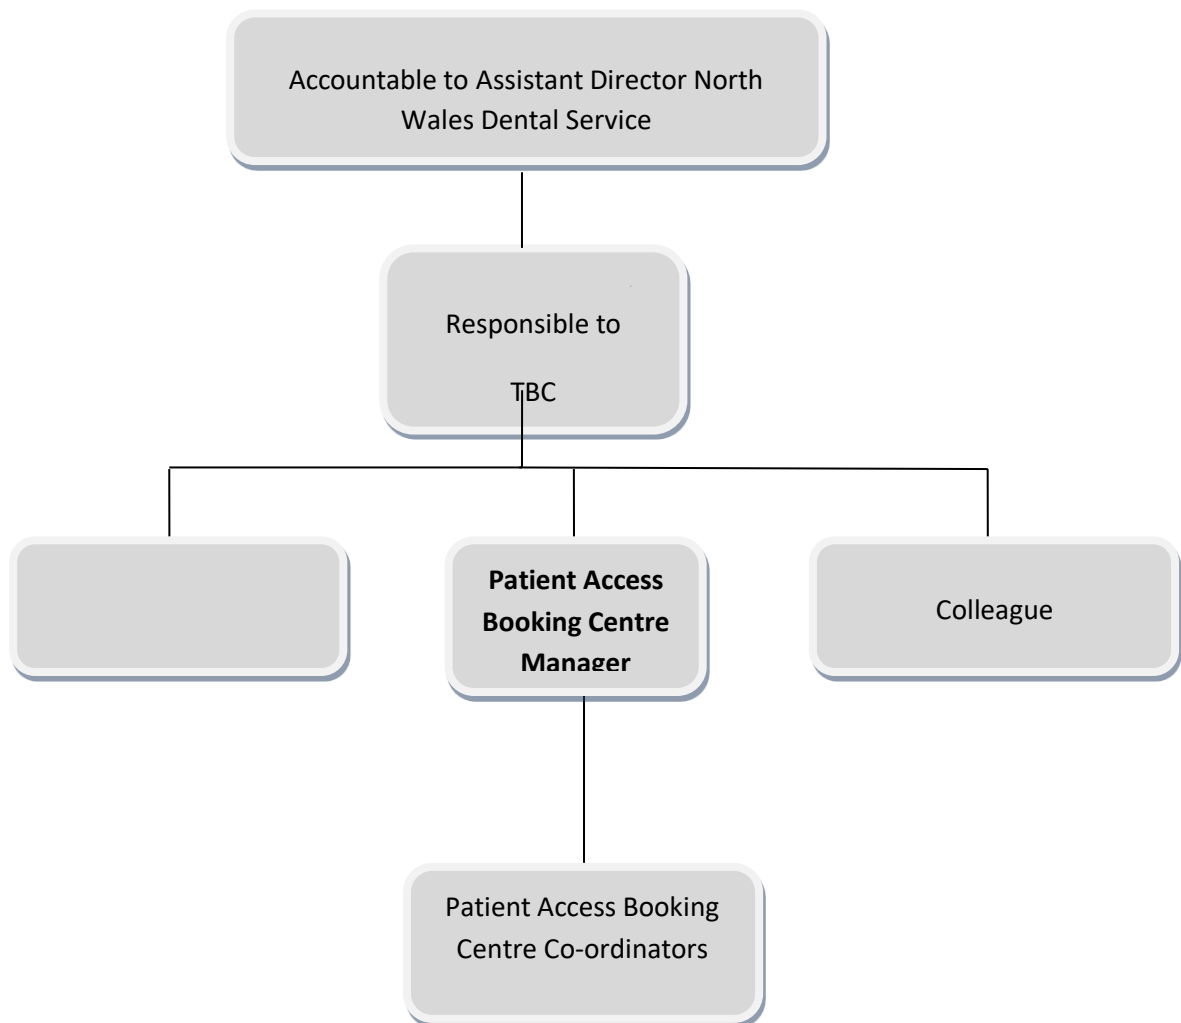 Accountable to Assistant Director North
Wales Dental Service
Responsible to
TBC
Patient Access
Booking Centre
Manager
Colleague
Patient Access Booking
Centre Co-ordinators